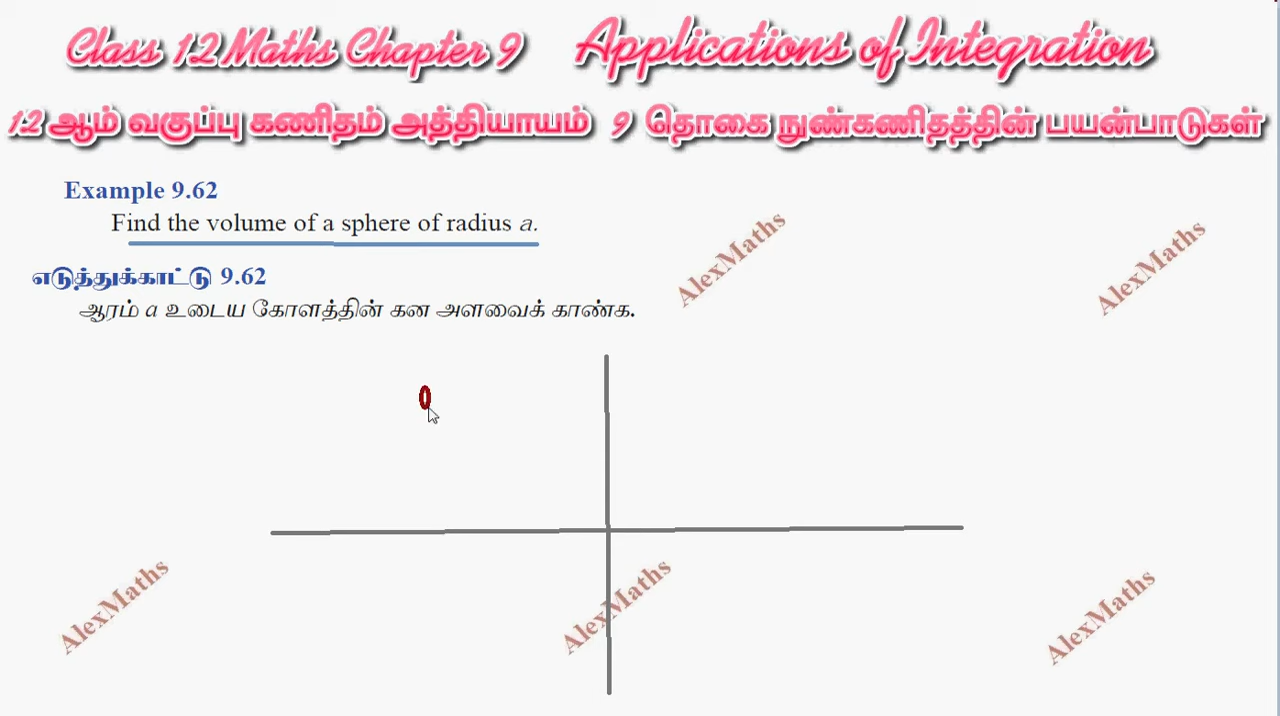 Class 12 Maths Chapter 9 Applications of Integration
12 ஆம் வகுப்பு கணிதம் அத்தியாயம் 9 தொகை நுண்கணிதத்தின் பயன்பாடுகள்
Example 9.62
Find the volume of a sphere of radius a.
எடுத்துக்காட்டு 9.62
ஆரம் a உடைய கோளத்தின் கன அளவைக் காண்க.
AlexMaths
AlexMaths
0
AlexMaths
AlexMaths
AlexMaths